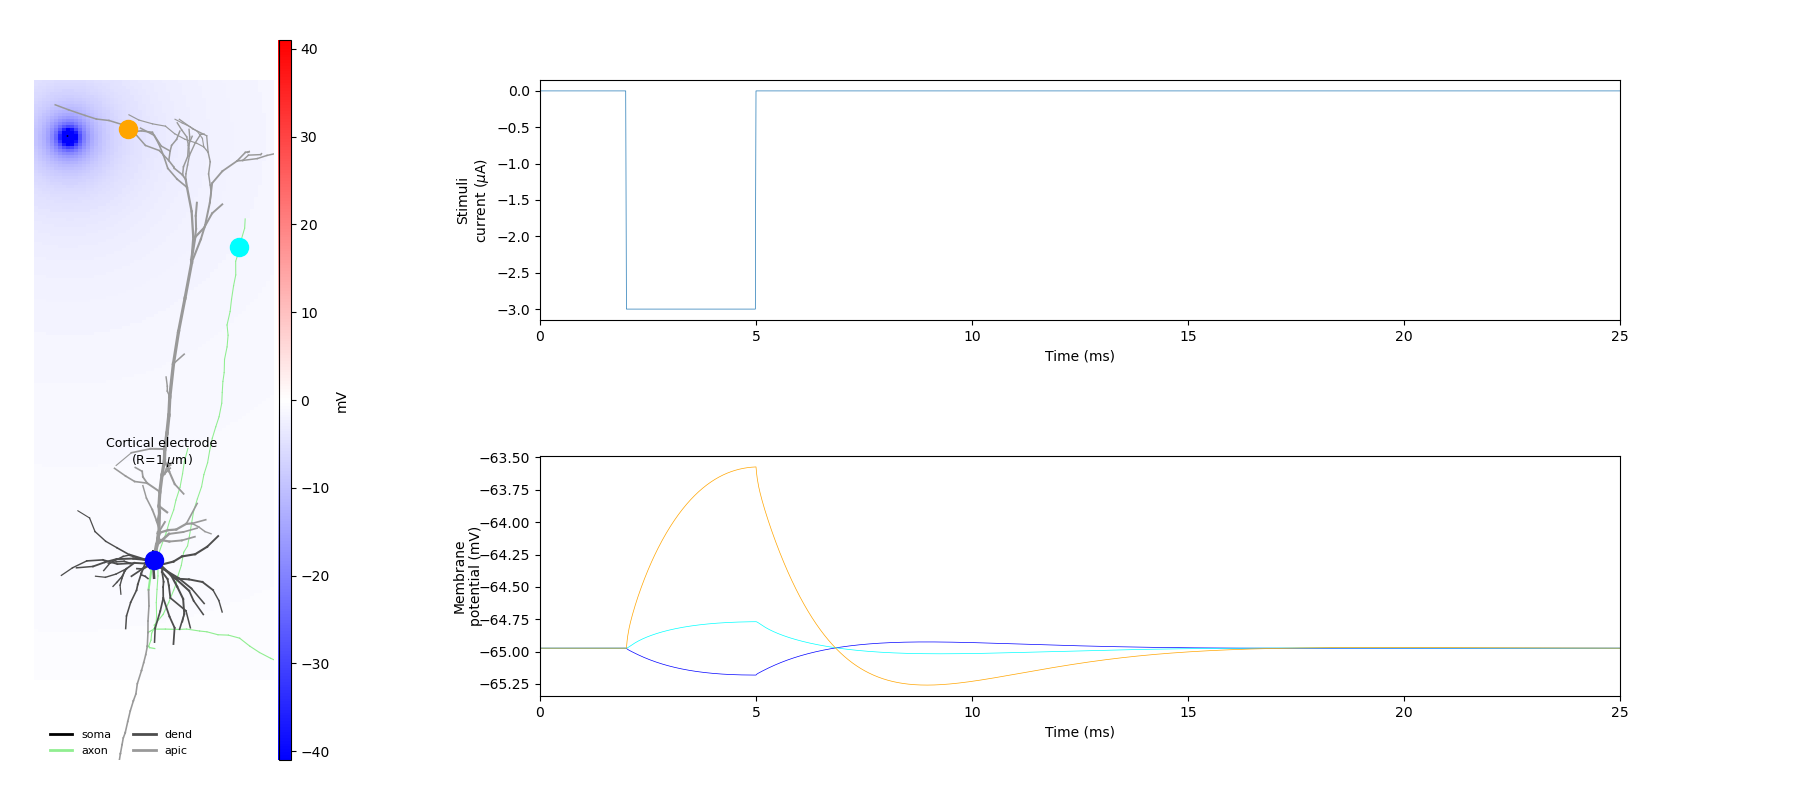 40
30
20
10
0
−10
−20
−30
−40
mV
Cortical electrode
(R=1 μm)
soma
axon
dend
apic
Stimuli
current (μA)
0.0
−0.5
−1.0
−1.5
−2.0
−2.5
−3.0
0 5 10 15 20 25
Time (ms)
Membrane
potential (mV)
−63.50
−63.75
−64.00
−64.25
−64.50
−64.75
−65.00
−65.25
0 5 10 15 20 25
Time (ms)